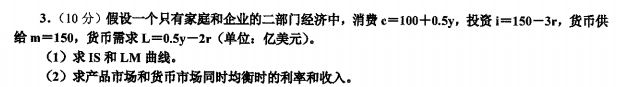 3.（10 分）假设一个只有家庭和企业的二部门经济中，消费 c＝100＋0.5y，投资 i＝150－3r，货币供
给 m＝150，货币需求 L＝0.5y－2r（单位：亿美元）。
（1）求 IS 和 LM 曲线。
（2）求产品市场和货币市场同时均衡时的利率和收入。